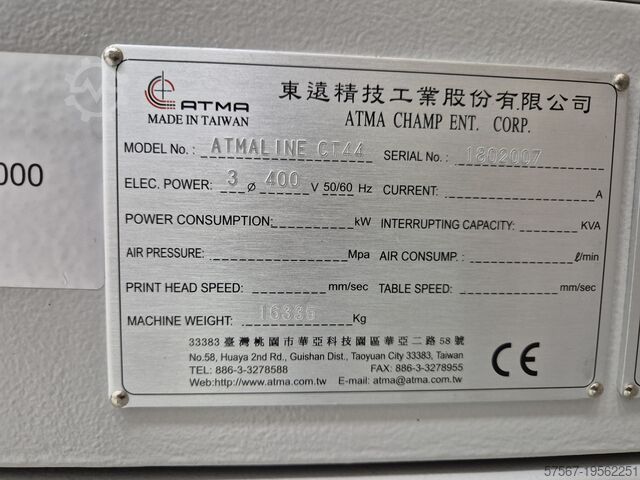 000
ATMA
MADE IN TAIWAN
東遠精技工業股份有限公司
ATMA CHAMP ENT. CORP.
MODEL No.: ATMALINE CT44 SERIAL No.: 1802007
ELEC. POWER: 3 ø 400 V 50/60 Hz CURRENT: A
POWER CONSUMPTION: kW INTERRUPTING CAPACITY: KVA
AIR PRESSURE: Mpa AIR CONSUMP. : ℓ/min
PRINT HEAD SPEED: mm/sec TABLE SPEED: mm/sec
MACHINE WEIGHT: 16335 Kg
33383 臺灣桃園市華亞科技園區華亞二路58號
No.58, Huaya 2nd Rd., Guishan Dist., Taoyuan City 33383, Taiwan
TEL: 886-3-3278588 FAX: 886-3-3278955
Web:http://www.atma.com.tw E-mail: atma@atma.com.tw
CE
57567-19562251